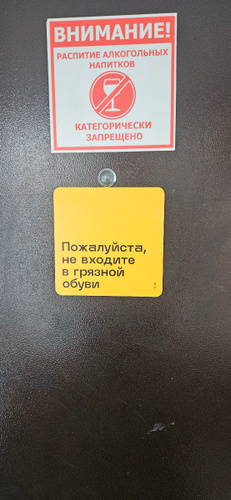 ВНИМАНИЕ!
РАСПИТИЕ АЛКОГОЛЬНЫХ
НАПИТКОВ
КАТЕГОРИЧЕСКИ
ЗАПРЕЩЕНО
Пожалуйста,
не входите
в грязной
обуви